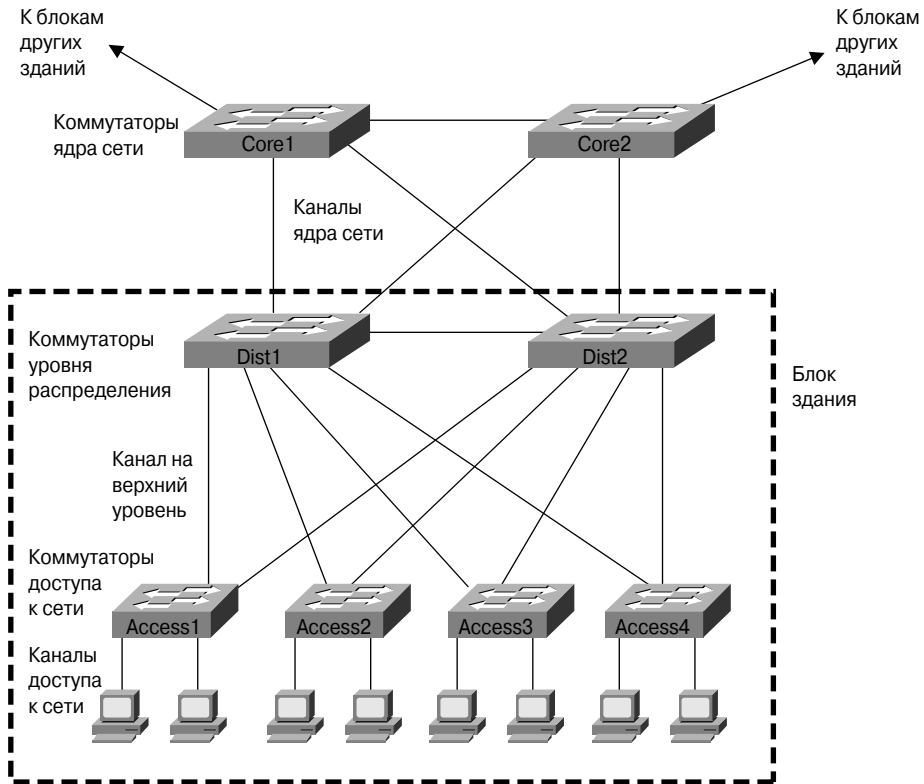 К блокам
других
зданий
К блокам
других
зданий
Коммутаторы
ядра сети
Core1
Core2
Каналы
ядра сети
Коммутаторы
уровня
распределения
Dist1
Dist2
Блок
здания
Канал на
верхний
уровень
Коммутаторы
доступа
к сети
Access1
Access2
Access3
Access4
Каналы
доступа
к сети